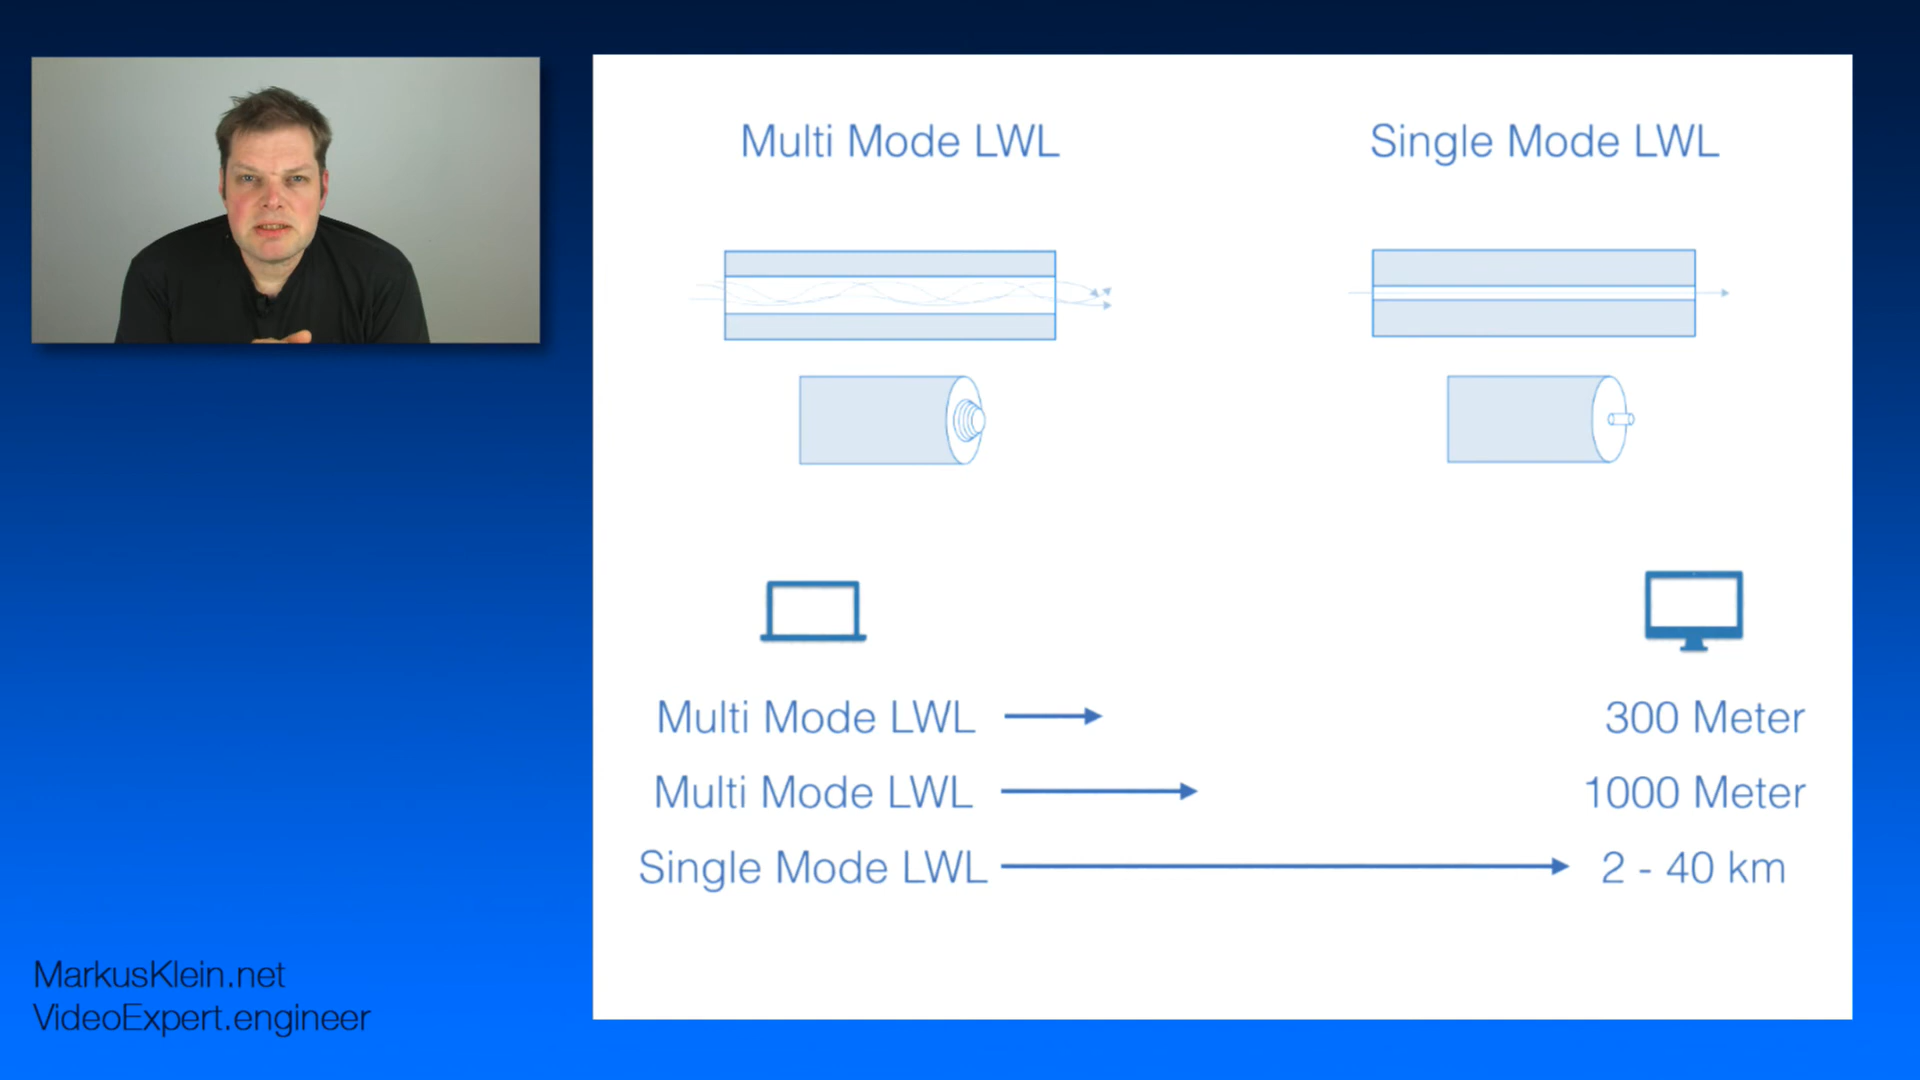 Multi Mode LWL
Single Mode LWL
Multi Mode LWL 300 Meter
Multi Mode LWL 1000 Meter
Single Mode LWL 2 - 40 km
MarkusKlein.net
VideoExpert.engineer